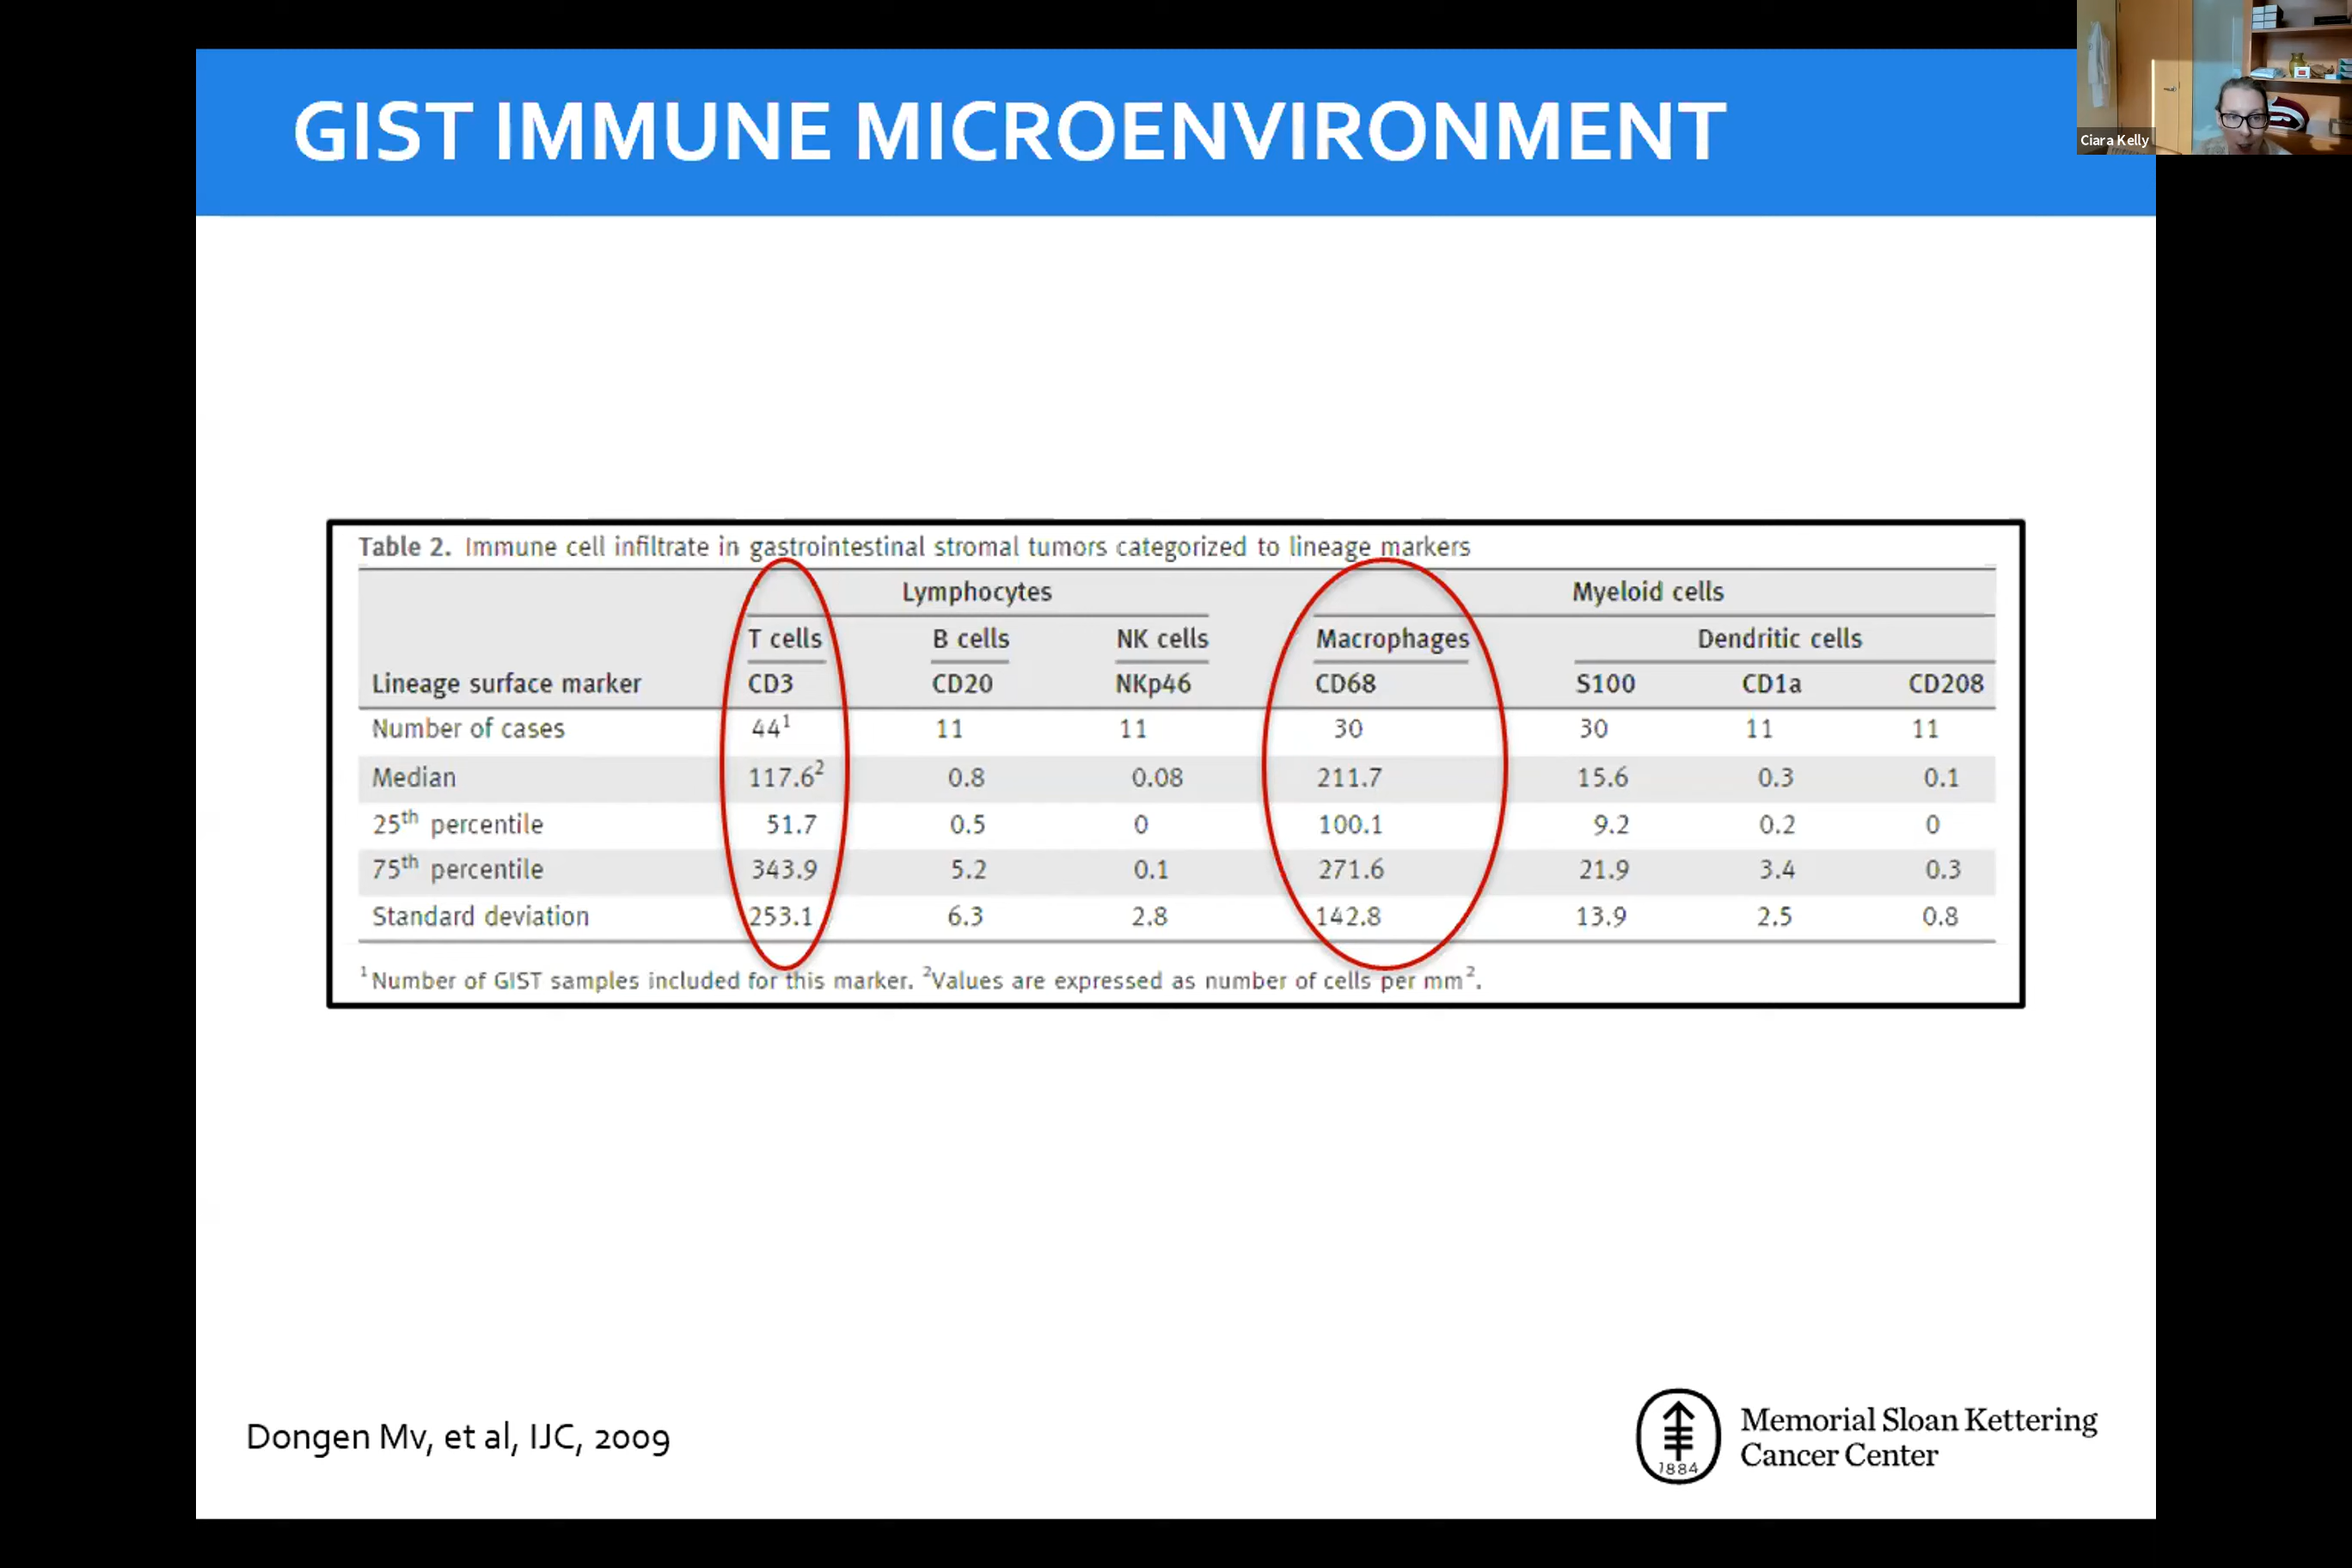 GIST IMMUNE MICROENVIRONMENT
Ciara Kelly
Table 2. Immune cell infiltrate in gastrointestinal stromal tumors categorized to lineage markers
Lymphocytes Myeloid cells
T cells B cells NK cells Macrophages Dendritic cells
Lineage surface marker CD3 CD20 NKp46 CD68 S100 CD1a CD208
Number of cases 44¹ 11 11 30 30 11 11
Median 117.6² 0.8 0.08 211.7 15.6 0.3 0.1
25th percentile 51.7 0.5 0 100.1 9.2 0.2 0
75th percentile 343.9 5.2 0.1 271.6 21.9 3.4 0.3
Standard deviation 253.1 6.3 2.8 142.8 13.9 2.5 0.8
¹Number of GIST samples included for this marker. ²Values are expressed as number of cells per mm².
Dongen Mv, et al, IJC, 2009
1884
Memorial Sloan Kettering
Cancer Center